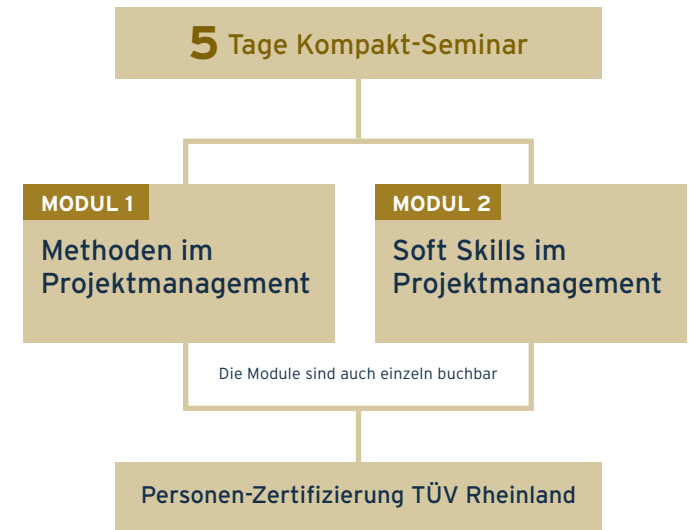 5 Tage Kompakt-Seminar
MODUL 1
Methoden im
Projektmanagement
MODUL 2
Soft Skills im
Projektmanagement
Die Module sind auch einzeln buchbar
Personen-Zertifizierung TÜV Rheinland